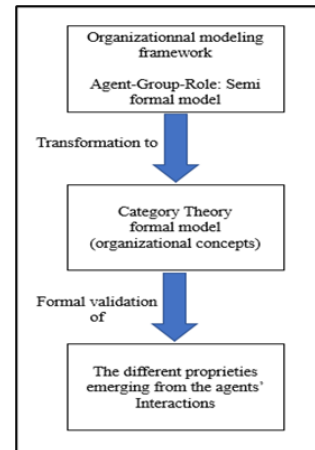 Organizationnal modeling
framework
Agent-Group-Role: Semi
formal model
Transformation to
Category Theory
formal model
(organizational concepts)
Formal validation
of
The different proprieties
emerging from the agents’
Interactions